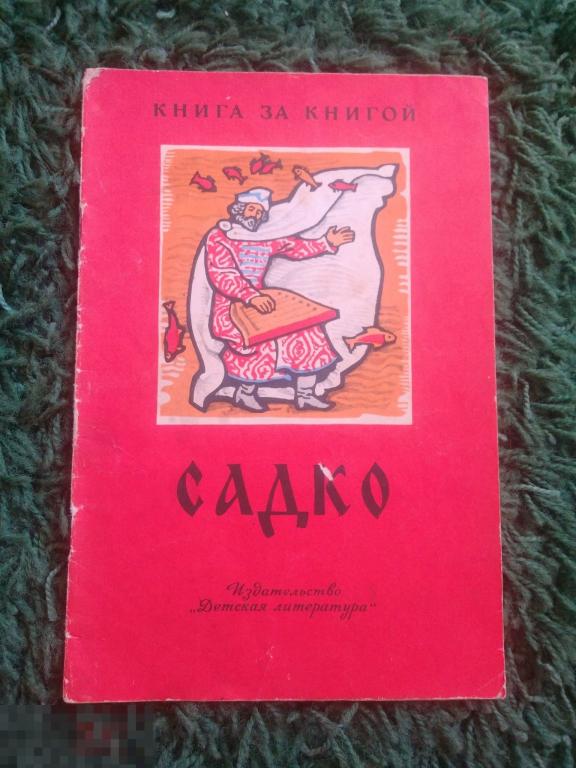 КНИГА ЗА КНИГОЙ
САДКО
Издательство
„Детская литература"